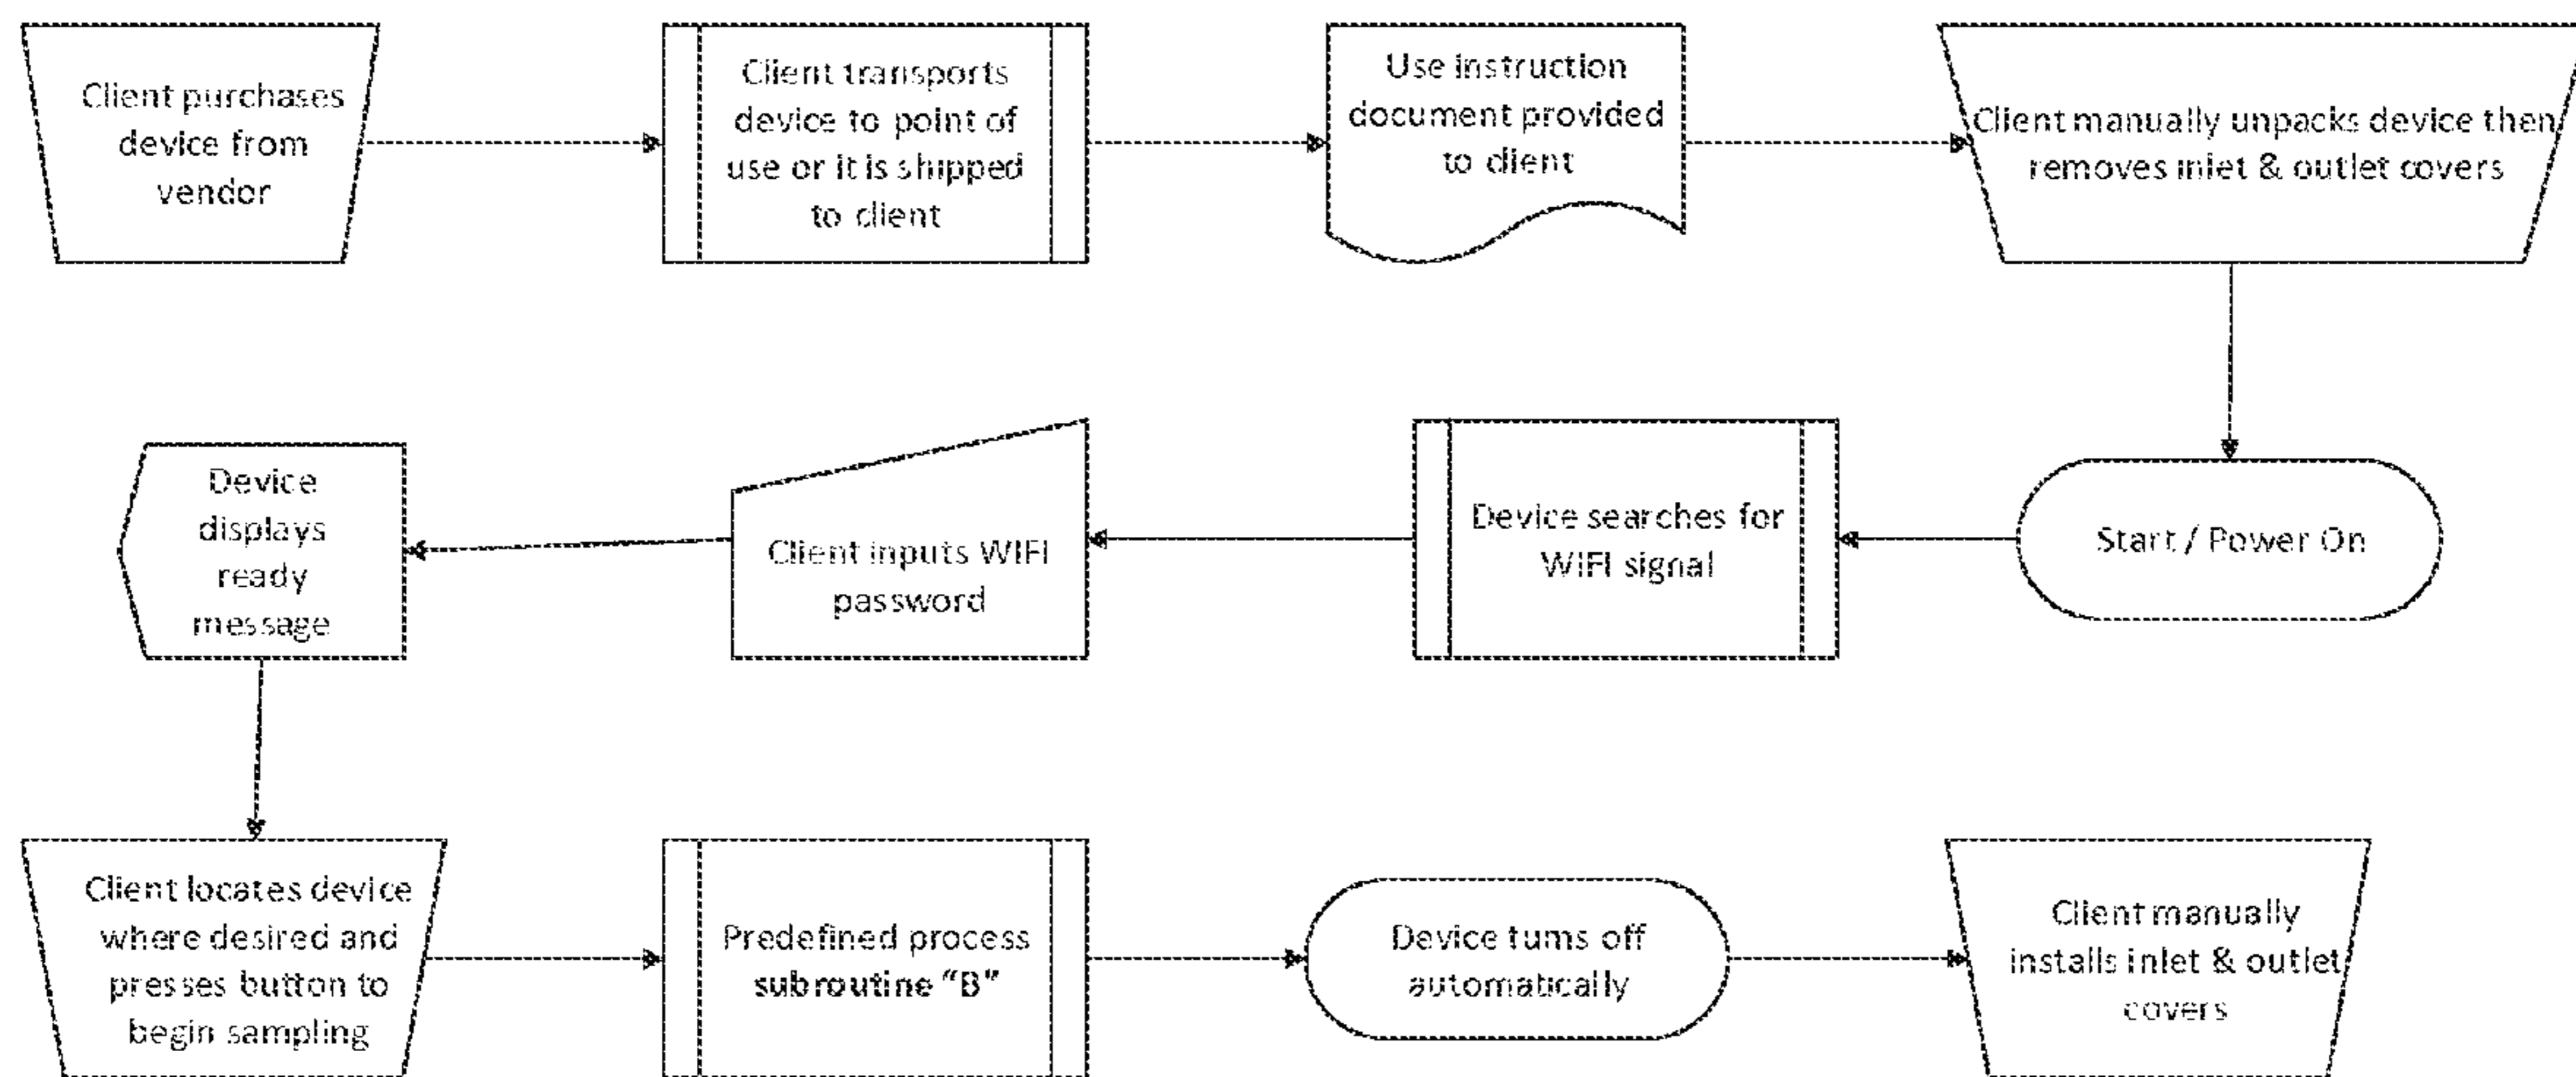 Client purchases
device from
vendor
Client transports
device to point of
use or it is shipped
to client
Use instruction
document provided
to client
Client manually unpacks device then
removes inlet & outlet covers
Start / Power On
Device searches for
WIFI signal
Client inputs WIFI
password
Device
displays
ready
message
Client locates device
where desired and
presses button to
begin sampling
Predefined process
subroutine “B”
Device turns off
automatically
Client manually
installs inlet & outlet
covers